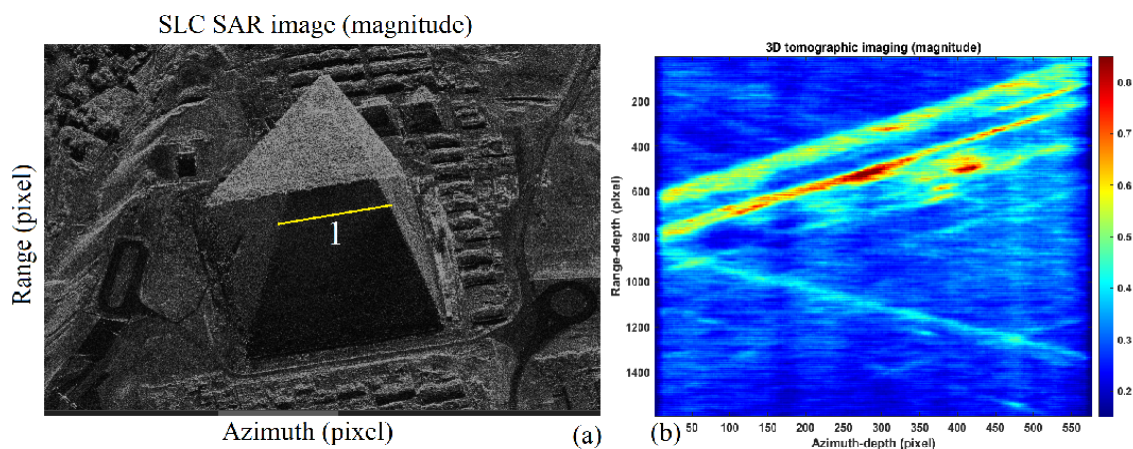 SLC SAR image (magnitude)
Range (pixel)
1
Azimuth (pixel)
(a)
3D tomographic imaging (magnitude)
Range-depth (pixel)
200
400
600
800
1000
1200
1400
50 100 150 200 250 300 350 400 450 500 550
Azimuth-depth (pixel)
(b)
0.8
0.7
0.6
0.5
0.4
0.3
0.2